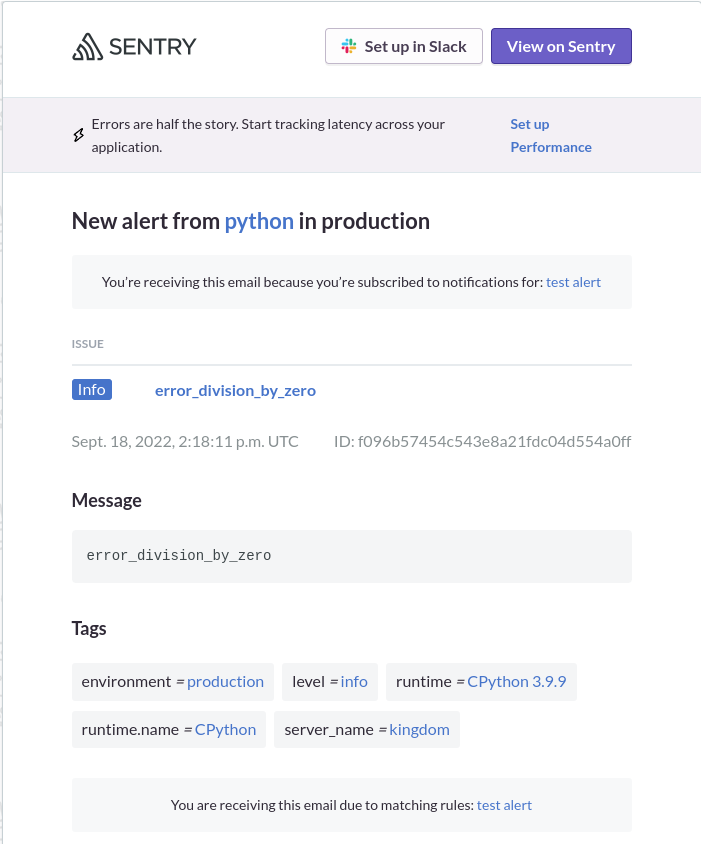 SENTRY
Set up in Slack
View on Sentry
Errors are half the story. Start tracking latency across your
application.
Set up
Performance
New alert from python in production
You’re receiving this email because you’re subscribed to notifications for: test alert
ISSUE
Info
error_division_by_zero
Sept. 18, 2022, 2:18:11 p.m. UTC
ID: f096b57454c543e8a21fdc04d554a0ff
Message
error_division_by_zero
Tags
environment = production
level = info
runtime = CPython 3.9.9
runtime.name = CPython
server_name = kingdom
You are receiving this email due to matching rules: test alert